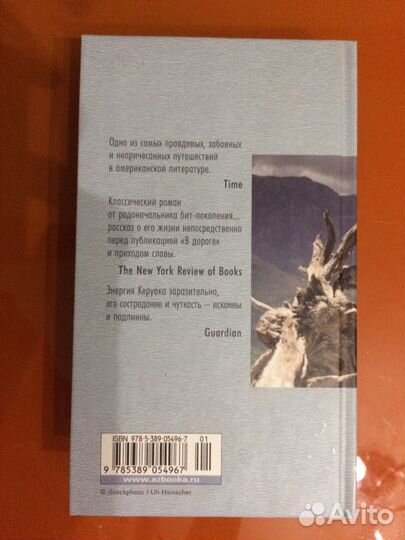 Одно из самых правдивых, забавных
и непричесанных путешествий
в американской литературе.
Time
Классический роман
от родоначальника бит-поколения...
рассказ о его жизни непосредственно
перед публикацией «В дороге»
и приходом славы.
The New York Review of Books
Энергия Керуака заразительна,
его сострадание и чуткость – исконны
и подлинны.
Guardian
ISBN 978-5-389-05496-7
01
9 785389 054967
www.azbooka.ru
© iStockphoto / Uli Hamacher
Avito